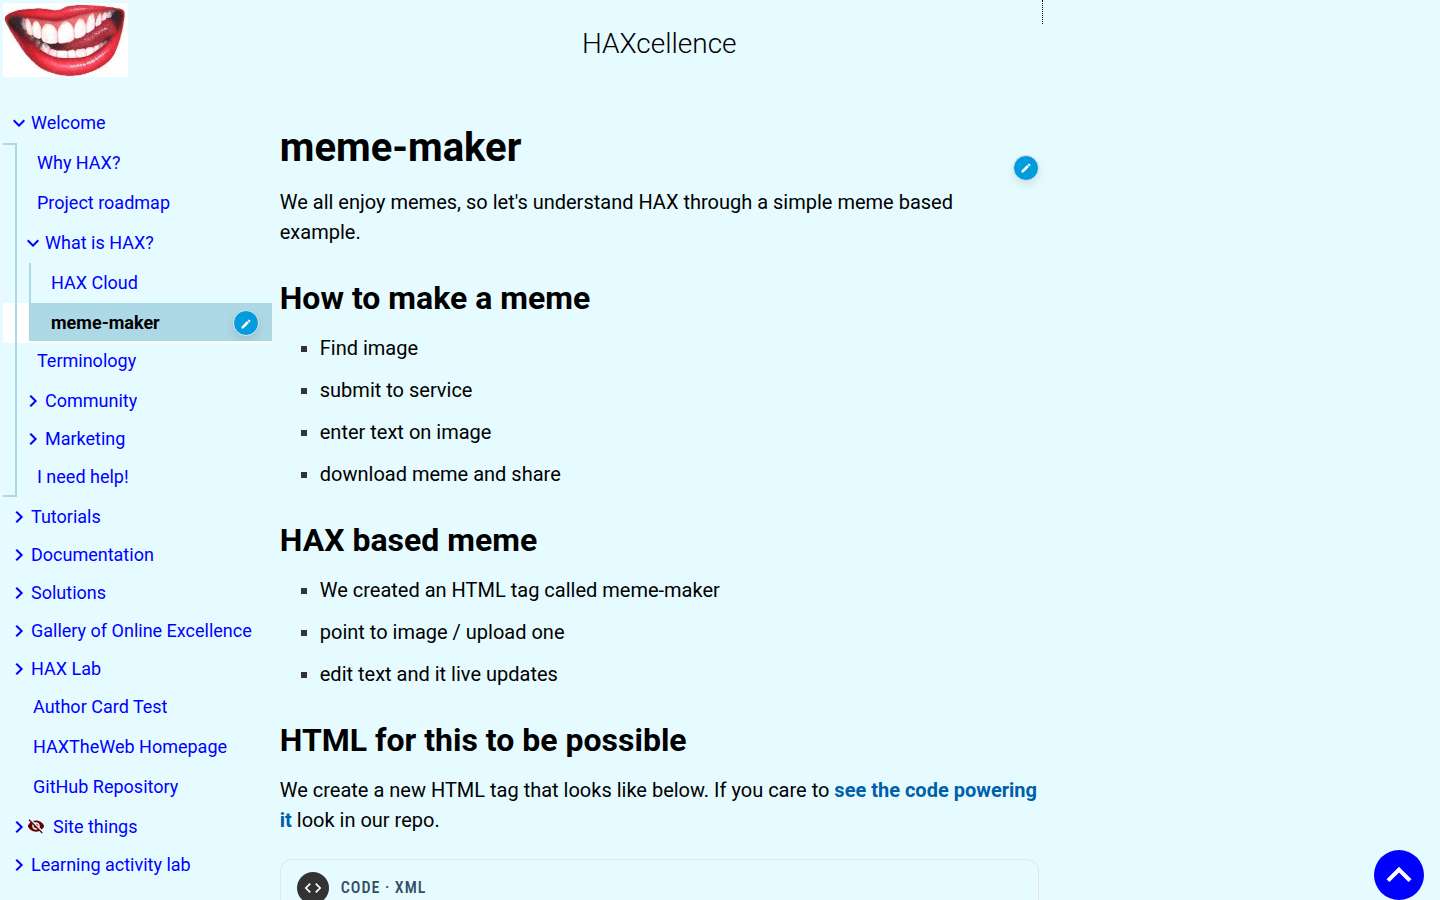 HAXcellence
Welcome
Why HAX?
Project roadmap
What is HAX?
HAX Cloud
meme-maker
Terminology
Community
Marketing
I need help!
Tutorials
Documentation
Solutions
Gallery of Online Excellence
HAX Lab
Author Card Test
HAXTheWeb Homepage
GitHub Repository
Site things
Learning activity lab
meme-maker
We all enjoy memes, so let's understand HAX through a simple meme based
example.
How to make a meme
Find image
submit to service
enter text on image
download meme and share
HAX based meme
We created an HTML tag called meme-maker
point to image / upload one
edit text and it live updates
HTML for this to be possible
We create a new HTML tag that looks like below. If you care to see the code powering
it look in our repo.
CODE · XML